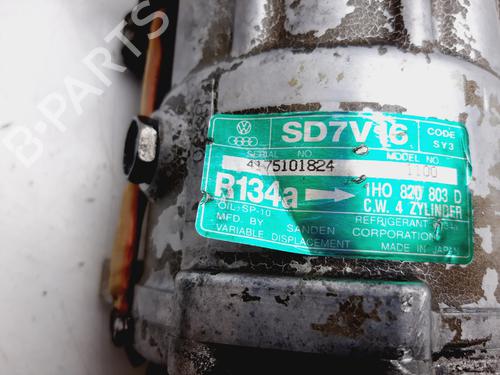 B-PARTS
SD7V16
CODE
SY3
SERIAL NO
4175101824
MODEL NO
1100
R134a
1H0 820 803 D
C.W. 4 ZYLINDER
OIL-SP-10
REFRIGERANT
MFD. BY SANDEN CORPORATION
VARIABLE DISPLACEMENT
MADE IN JAPAN